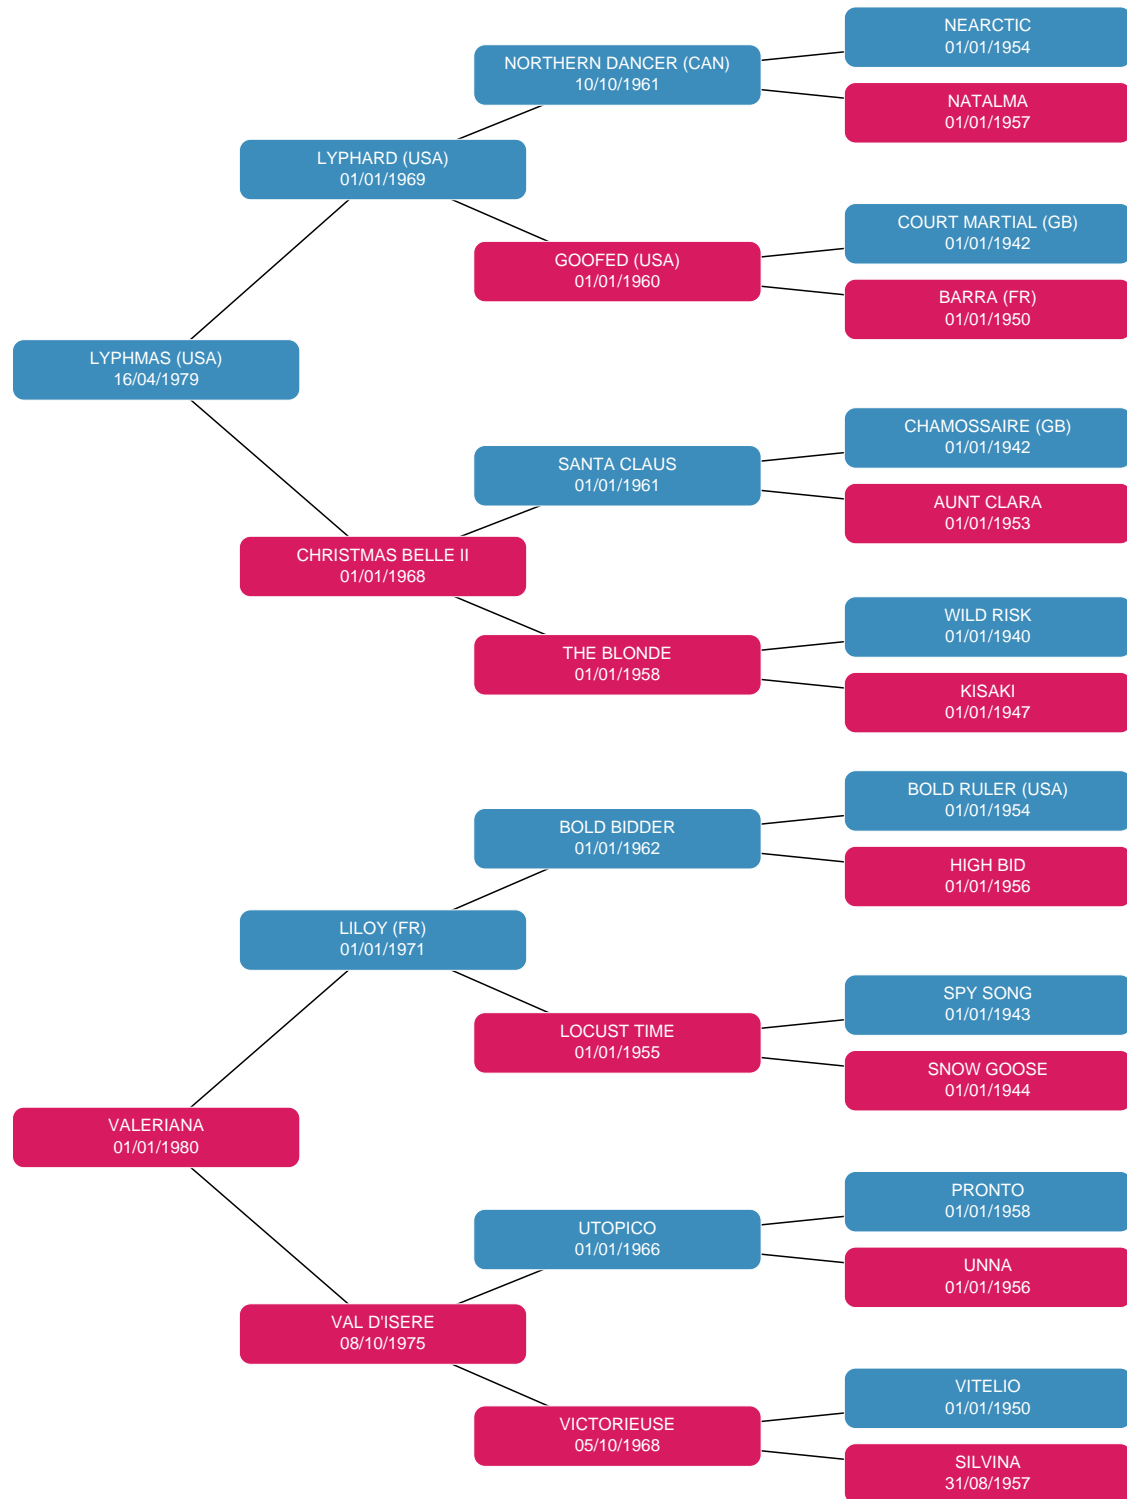 NEARCTIC
01/01/1954
NORTHERN DANCER (CAN)
10/10/1961
NATALMA
01/01/1957
LYPHARD (USA)
01/01/1969
COURT MARTIAL (GB)
01/01/1942
GOOFED (USA)
01/01/1960
BARRA (FR)
01/01/1950
LYPHMAS (USA)
16/04/1979
CHAMOSSAIRE (GB)
01/01/1942
SANTA CLAUS
01/01/1961
AUNT CLARA
01/01/1953
CHRISTMAS BELLE II
01/01/1968
WILD RISK
01/01/1940
THE BLONDE
01/01/1958
KISAKI
01/01/1947
BOLD RULER (USA)
01/01/1954
BOLD BIDDER
01/01/1962
HIGH BID
01/01/1956
LILOY (FR)
01/01/1971
SPY SONG
01/01/1943
LOCUST TIME
01/01/1955
SNOW GOOSE
01/01/1944
VALERIANA
01/01/1980
PRONTO
01/01/1958
UTOPICO
01/01/1966
UNNA
01/01/1956
VAL D'ISERE
08/10/1975
VITELIO
01/01/1950
VICTORIEUSE
05/10/1968
SILVINA
31/08/1957